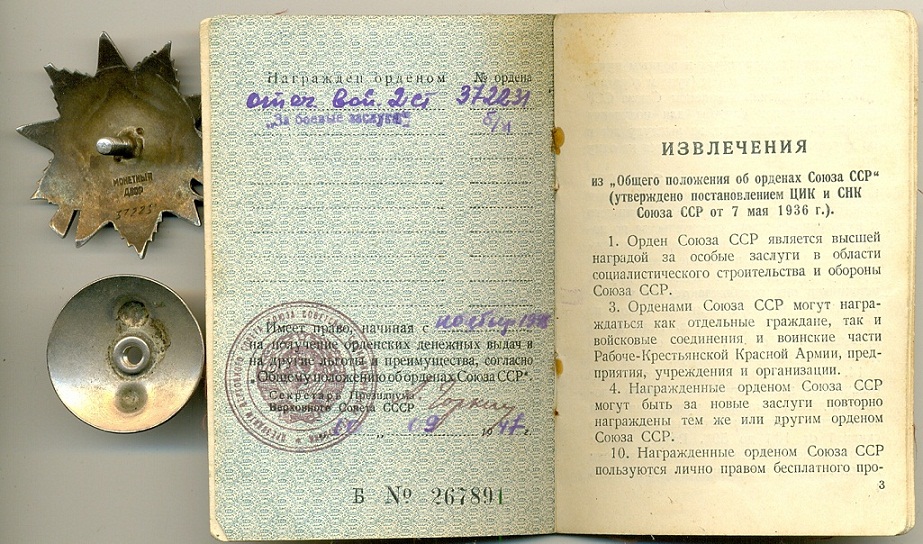 МОНЕТНЫЙ
ДВОР
Награжден орденом № ордена
отеч вой 2 ст 372231
„За боевые заслуги“ б/н
Имеет право, начиная с ноября 194
на получение орденских денежных выдач и
на другие льготы и преимущества, согласно
„Общему положению об орденах Союза ССР“.
Секретарь Президиума
Верховного Совета ССCР Горкин
09 1947 г.
Б № 267891
ИЗВЛЕЧЕНИЯ
из „Общего положения об орденах Союза ССР“
(утверждено постановлением ЦИК и СНК
Союза ССР от 7 мая 1936 г.).
1. Орден Союза ССР является высшей
наградой за особые заслуги в области
социалистического строительства и обороны
Союза ССР.
3. Орденами Союза ССР могут награ-
ждаться как отдельные граждане, так и
войсковые соединения и воинские части
Рабоче-Крестьянской Красной Армии, пред-
приятия, учреждения и организации.
4. Награжденные орденом Союза ССР
могут быть за новые заслуги повторно
награждены тем же или другим орденом
Союза ССР.
10. Награжденные орденом Союза ССР
пользуются лично правом бесплатного про-
3